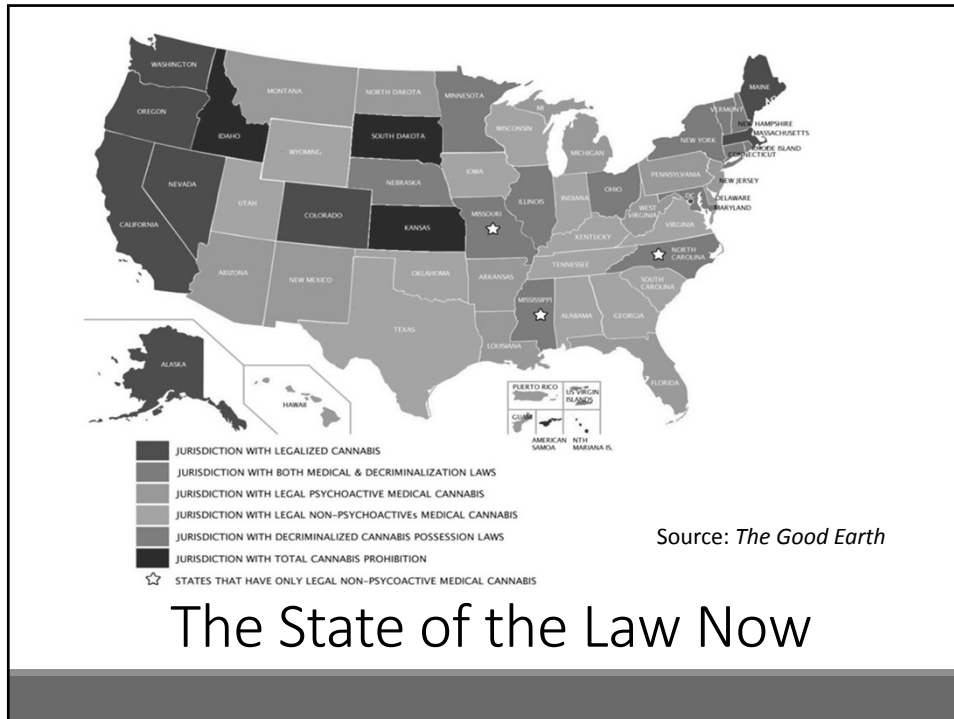 WASHINGTON
OREGON
CALIFORNIA
NEVADA
IDAHO
MONTANA
WYOMING
UTAH
COLORADO
ARIZONA
NEW MEXICO
NORTH DAKOTA
SOUTH DAKOTA
NEBRASKA
KANSAS
OKLAHOMA
TEXAS
MINNESOTA
IOWA
MISSOURI
ARKANSAS
LOUISIANA
WISCONSIN
ILLINOIS
MI
MICHIGAN
INDIANA
OHIO
KENTUCKY
TENNESSEE
MISSISSIPPI
ALABAMA
GEORGIA
FLORIDA
SOUTH
CAROLINA
NORTH
CAROLINA
VIRGINIA
WEST
VIRGINIA
PENNSYLVANIA
NEW YORK
VERMONT
MAINE
NEW HAMPSHIRE
MASSACHUSETTS
RHODE ISLAND
CONNECTICUT
NEW JERSEY
DELAWARE
MARYLAND
DC
ALASKA
HAWAII
PUERTO RICO
US VIRGIN
ISLANDS
GUAM
AMERICAN
SAMOA
NTH
MARIANA IS.
JURISDICTION WITH LEGALIZED CANNABIS
JURISDICTION WITH BOTH MEDICAL & DECRIMINALIZATION LAWS
JURISDICTION WITH LEGAL PSYCHOACTIVE MEDICAL CANNABIS
JURISDICTION WITH LEGAL NON-PSYCHOACTIVEs MEDICAL CANNABIS
JURISDICTION WITH DECRIMINALIZED CANNABIS POSSESSION LAWS
JURISDICTION WITH TOTAL CANNABIS PROHIBITION
STATES THAT HAVE ONLY LEGAL NON-PSYCOACTIVE MEDICAL CANNABIS
Source: The Good Earth
The State of the Law Now